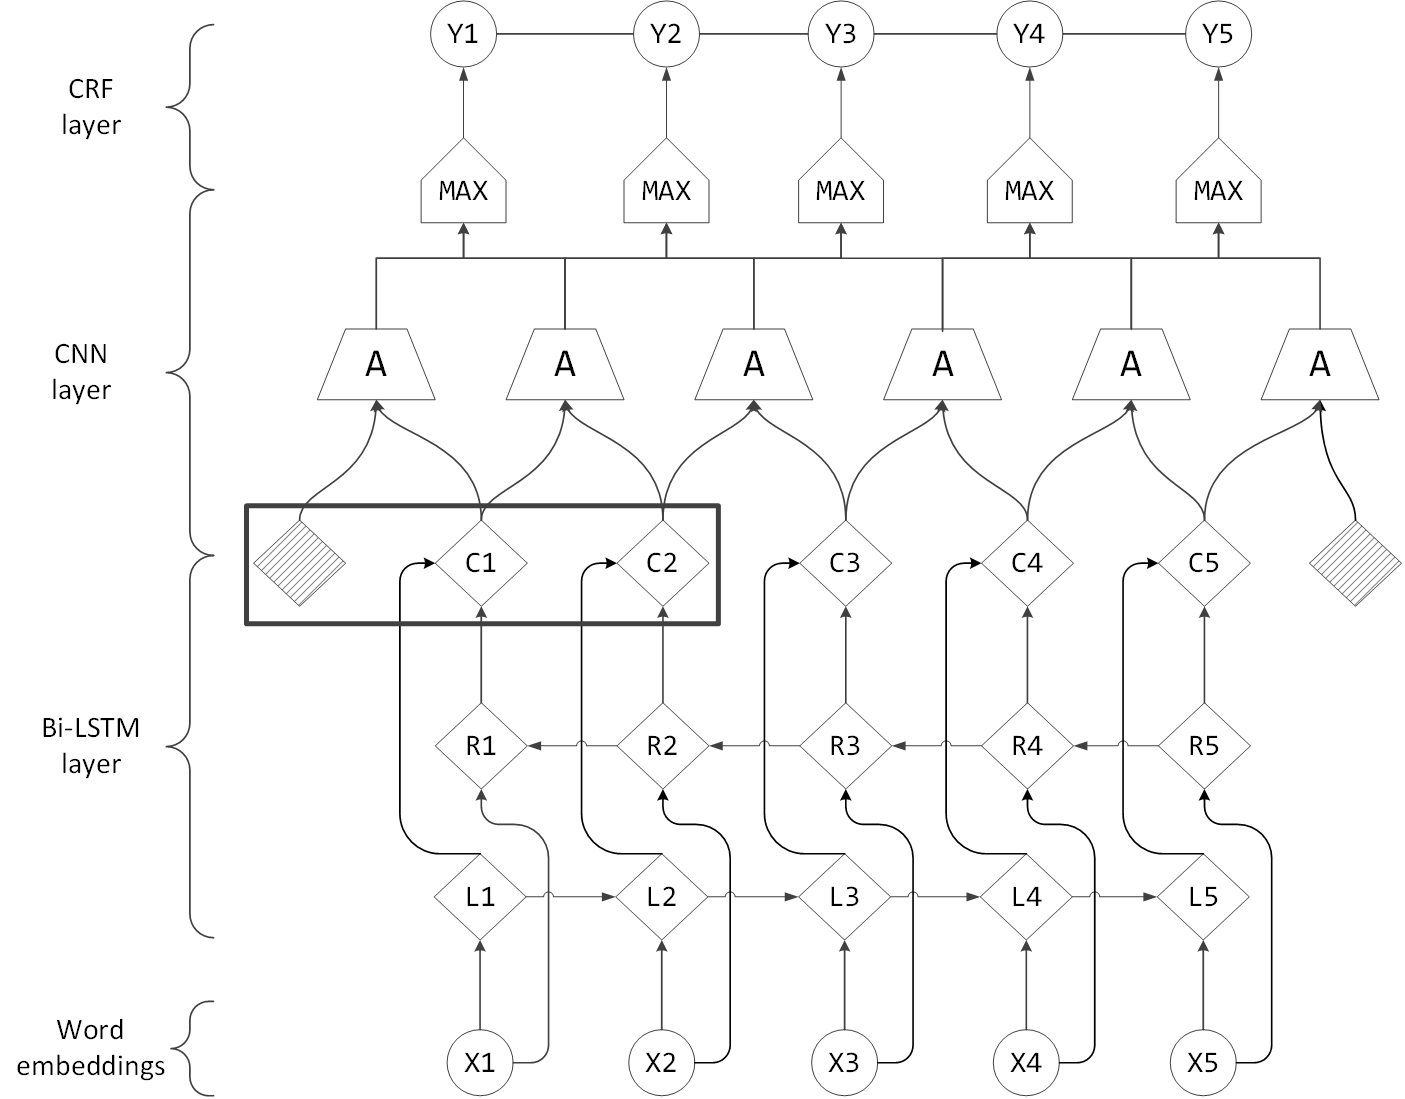 Y1 Y2 Y3 Y4 Y5
CRF
layer
MAX MAX MAX MAX MAX
CNN
layer
A A A A A A
C1 C2 C3 C4 C5
Bi-LSTM
layer
R1 R2 R3 R4 R5
L1 L2 L3 L4 L5
Word
embeddings
X1 X2 X3 X4 X5